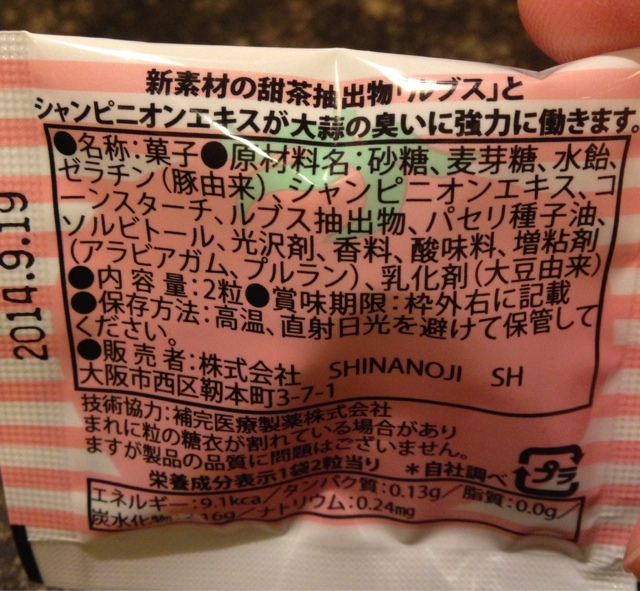 新素材の甜茶抽出物「ルブス」と
シャンピニオンエキスが大蒜の臭いに強力に働きます。
●名称:菓子●原材料名:砂糖、麦芽糖、水飴、
ゼラチン(豚由来)、シャンピニオンエキス、コ
ーンスターチ、ルブス抽出物、パセリ種子油、
ソルビトール、光沢剤、香料、酸味料、増粘剤
(アラビアガム、プルラン)、乳化剤(大豆由来)
●内容量:2粒●賞味期限:枠外右に記載
●保存方法:高温、直射日光を避けて保管して
ください。
●販売者:株式会社 SHINANOJI SH
大阪市西区靭本町3-7-1
技術協力:補完医療製薬株式会社
まれに粒の糖衣が割れている場合があり
ますが製品の品質に問題はございません。
栄養成分表示1袋2粒当り *自社調べ
エネルギー:9.1kca/タンパク質:0.13g/脂質:0.0g/
炭水化物: 16g/ナトリウム:0.24mg
プラ
2014.9.19